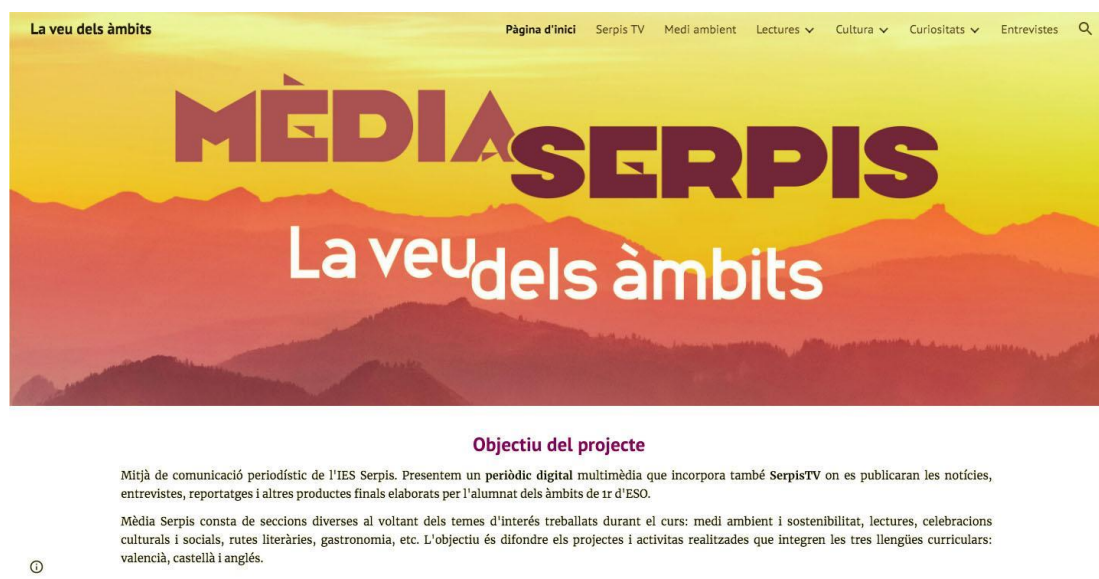 La veu dels àmbits
Pàgina d'inici Serpis TV Medi ambient Lectures Cultura Curiositats Entrevistes
MÈDIA
SERPIS
La veu dels àmbits
Objectiu del projecte
Mitjà de comunicació periodístic de l'IES Serpis. Presentem un periòdic digital multimèdia que incorpora també SerpisTV on es publicaran les notícies,
entrevistes, reportatges i altres productes finals elaborats per l'alumnat dels àmbits de 1r d'ESO.
Mèdia Serpis consta de seccions diverses al voltant dels temes d'interés treballats durant el curs: medi ambient i sostenibilitat, lectures, celebracions
culturals i socials, rutes literàries, gastronomia, etc. L'objectiu és difondre els projectes i activitas realitzades que integren les tres llengües curriculars:
valencià, castellà i anglés.